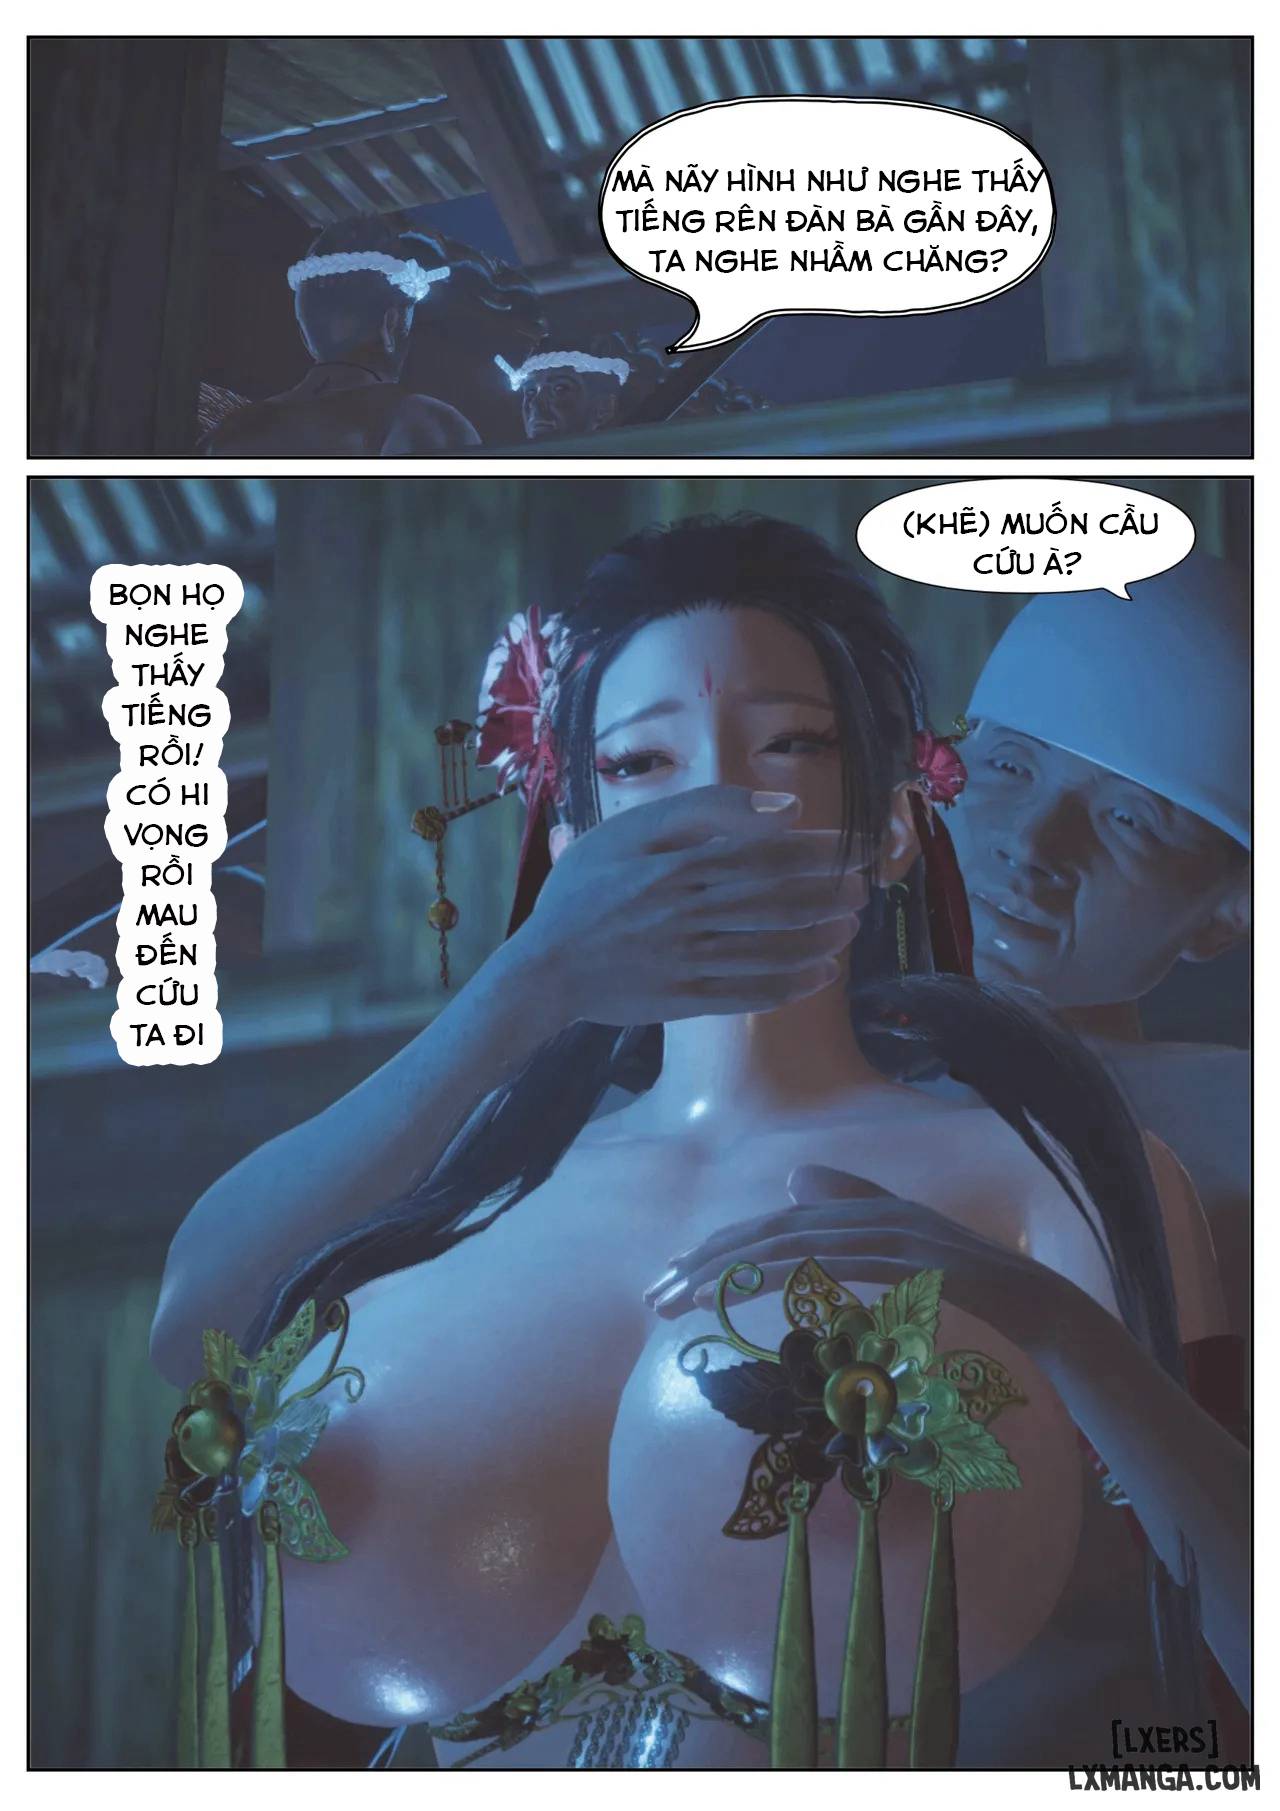 MÀ NÃY HÌNH NHƯ NGHE THẤY
TIẾNG RÊN ĐÀN BÀ GẦN ĐÂY,
TA NGHE NHẦM CHĂNG?
(KHẼ) MUỐN CẦU
CỨU À?
BỌN HỌ
NGHE
THẤY
TIẾNG
RỒI!
CÓ HI
VỌNG
RỒI
MAU
ĐẾN
CỨU
TA ĐI
[LXERS]
LXMANGA.COM